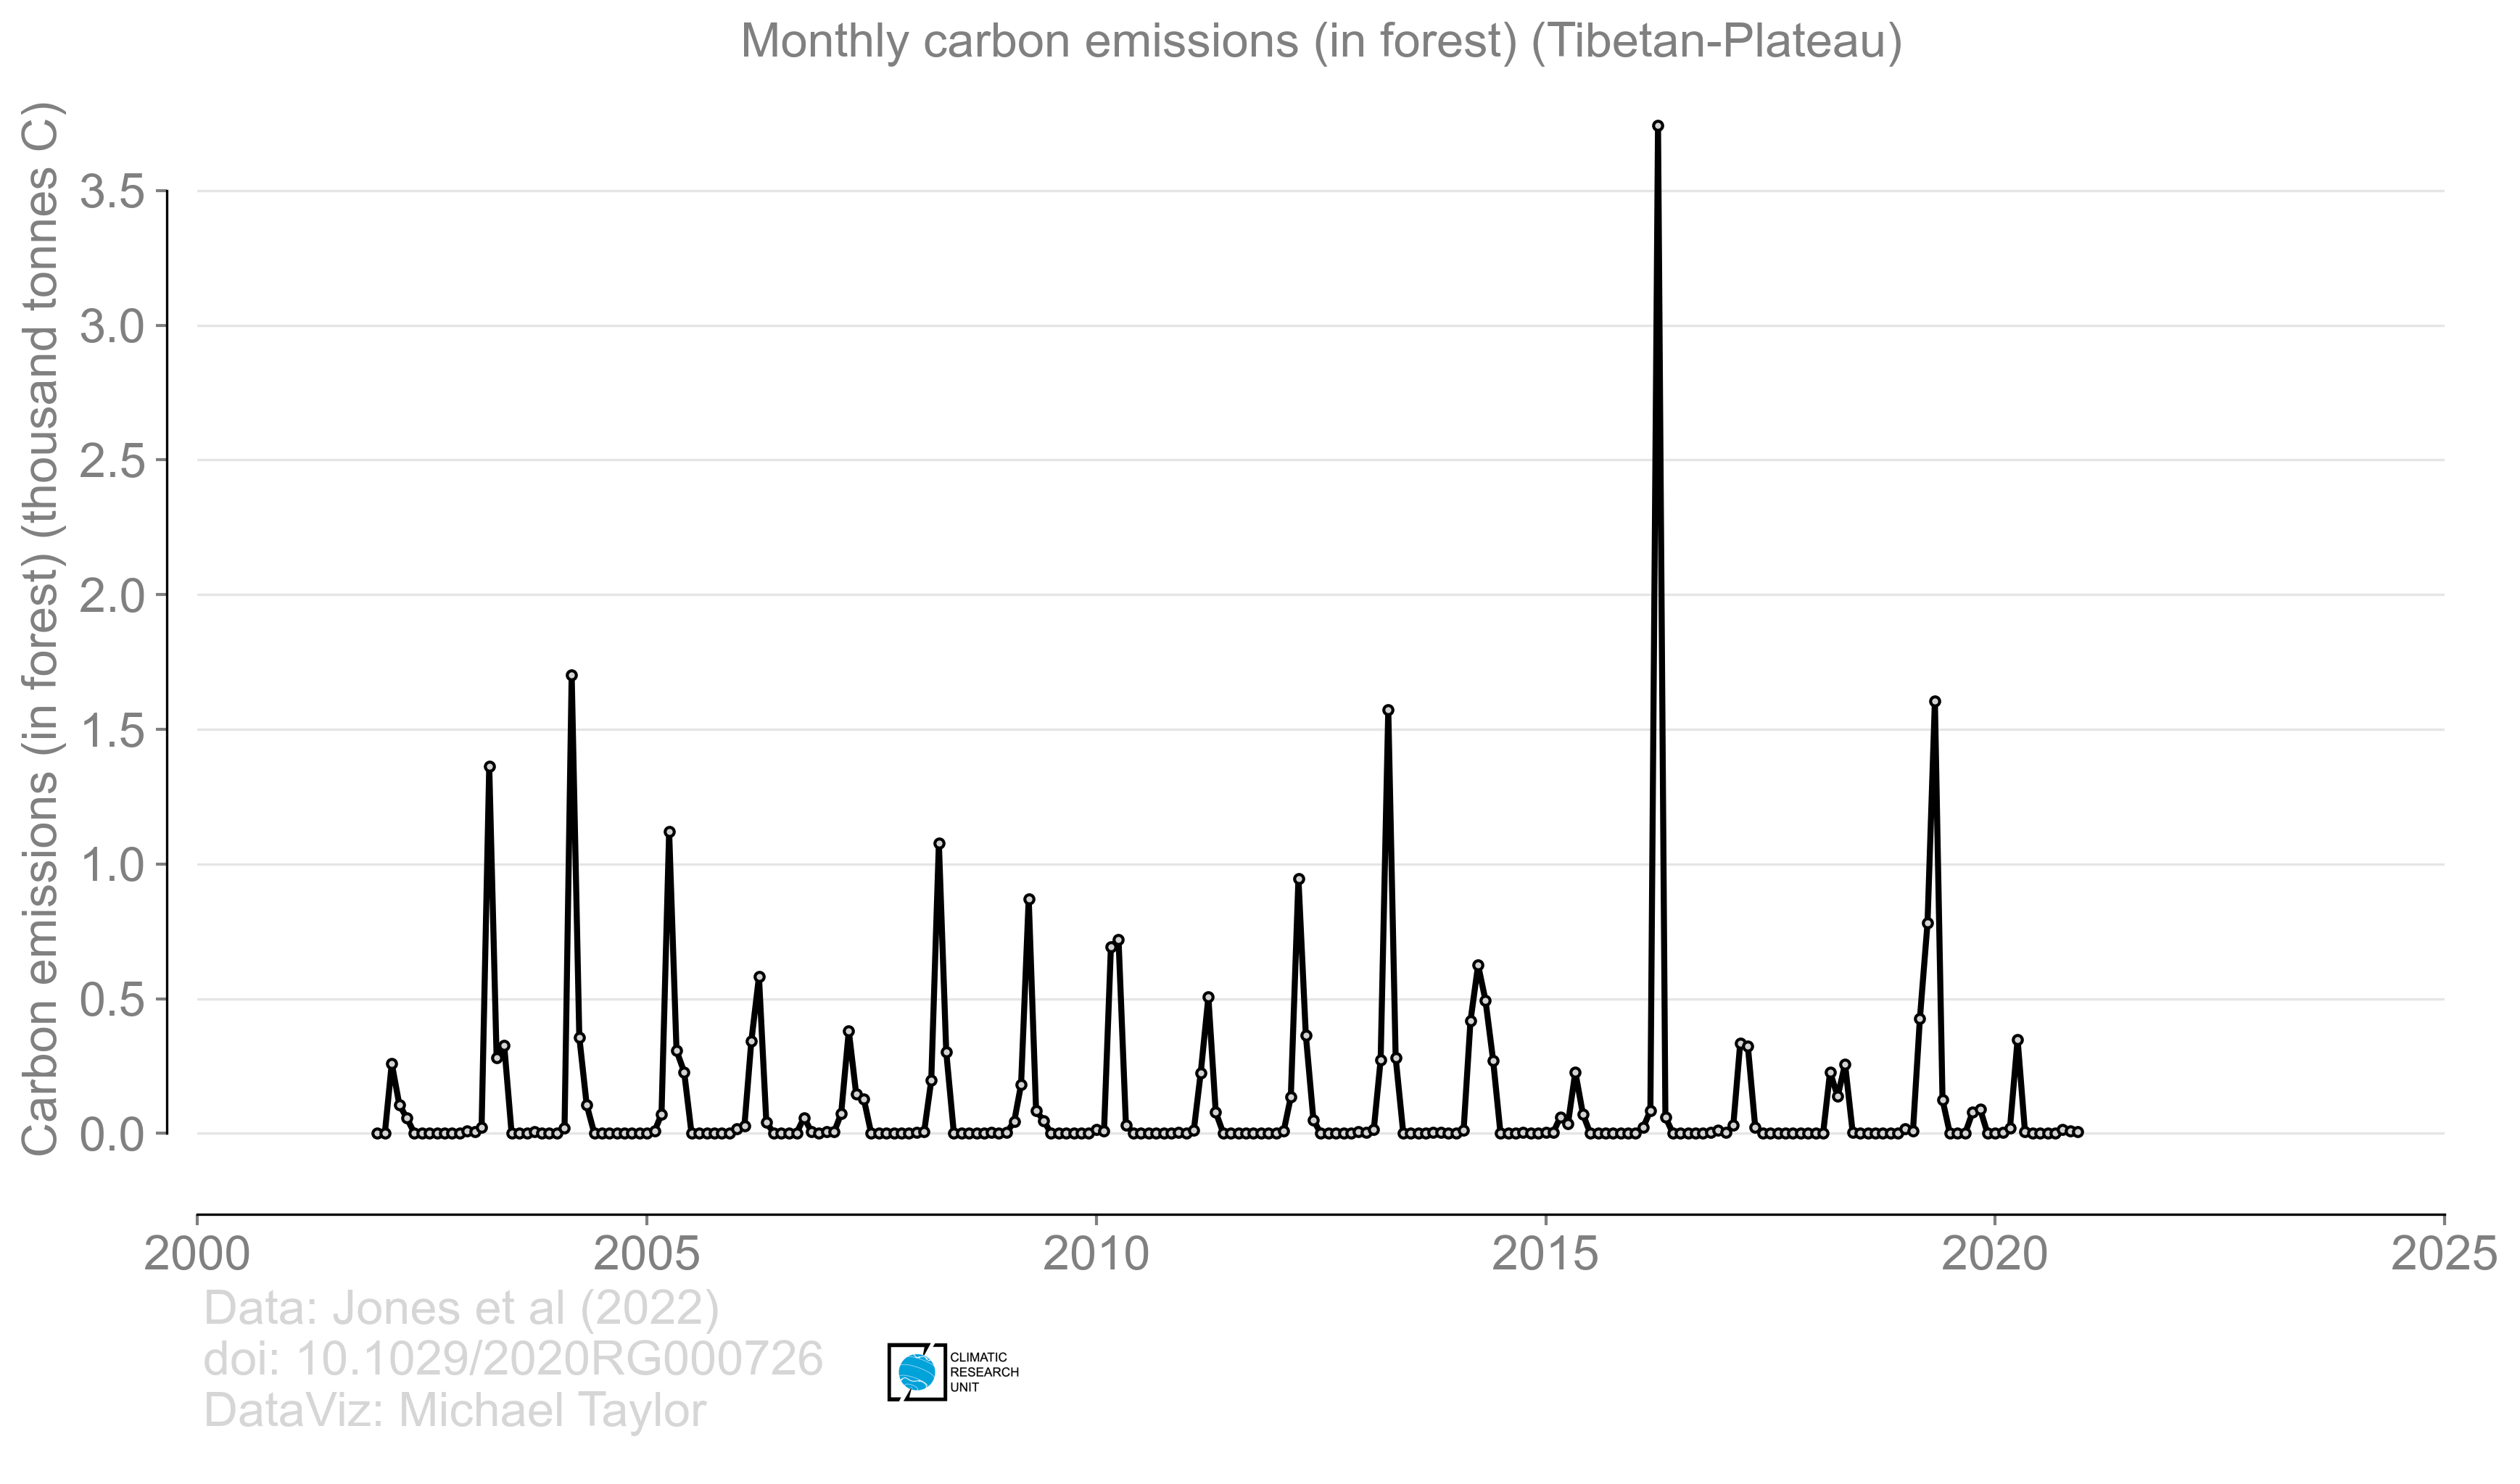 Monthly carbon emissions (in forest) (Tibetan-Plateau)
Carbon emissions (in forest) (thousand tonnes C)
3.5
3.0
2.5
2.0
1.5
1.0
0.5
0.0
2000 2005 2010 2015 2020 2025
Data: Jones et al (2022)
doi: 10.1029/2020RG000726
DataViz: Michael Taylor
CLIMATIC
RESEARCH
UNIT